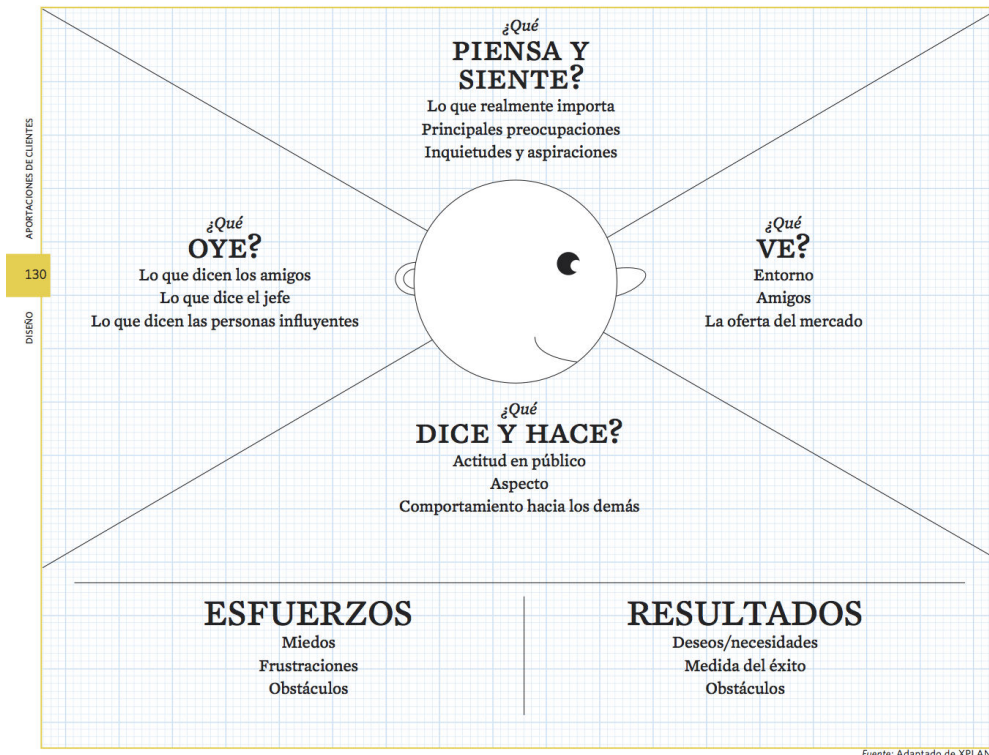 ¿Qué
PIENSA Y
SIENTE?
Lo que realmente importa
Principales preocupaciones
Inquietudes y aspiraciones
¿Qué
OYE?
Lo que dicen los amigos
Lo que dice el jefe
Lo que dicen las personas influyentes
¿Qué
VE?
Entorno
Amigos
La oferta del mercado
¿Qué
DICE Y HACE?
Actitud en público
Aspecto
Comportamiento hacia los demás
ESFUERZOS
Miedos
Frustraciones
Obstáculos
RESULTADOS
Deseos/necesidades
Medida del éxito
Obstáculos
APORTACIONES DE CLIENTES
130
DISEÑO
Fuente: Adaptado de XPLAN